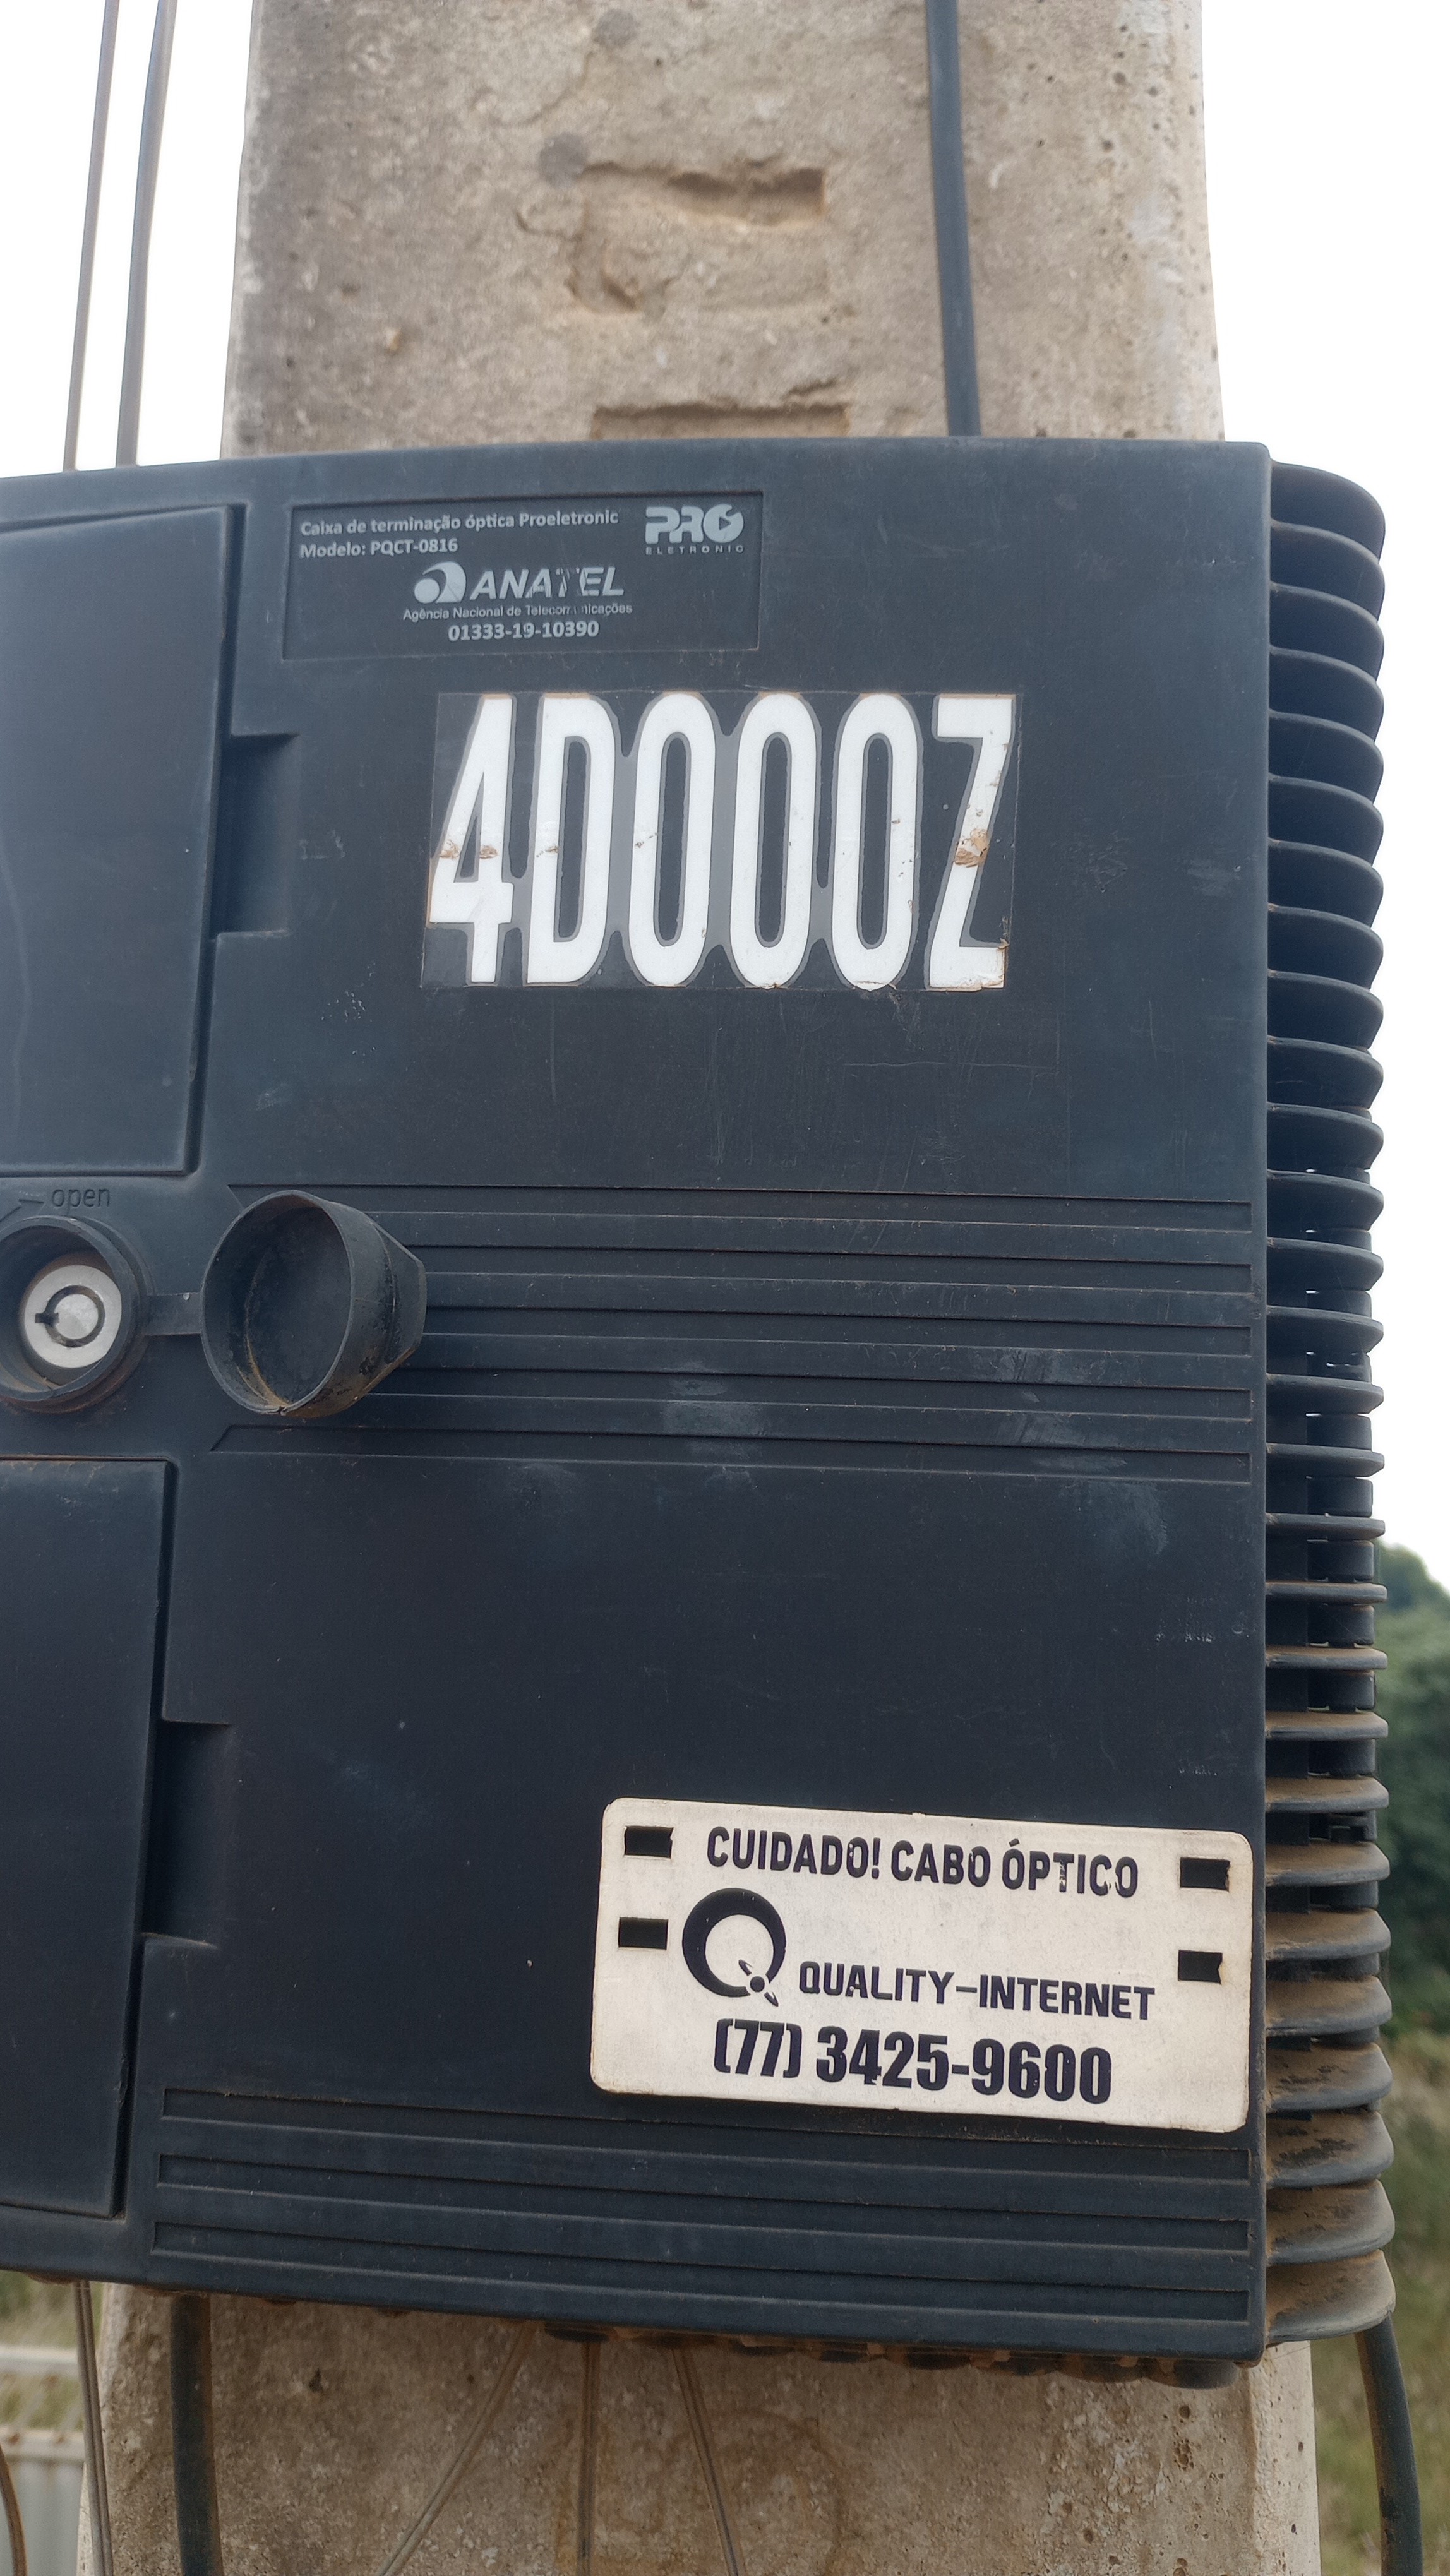 Caixa de terminação óptica Proeletronic
Modelo: PQCT-0816
PRO
ELETRONIC
ANATEL
Agência Nacional de Telecomunicações
01333-19-10390
4D000Z
open
CUIDADO! CABO ÓPTICO
QUALITY-INTERNET
(77) 3425-9600